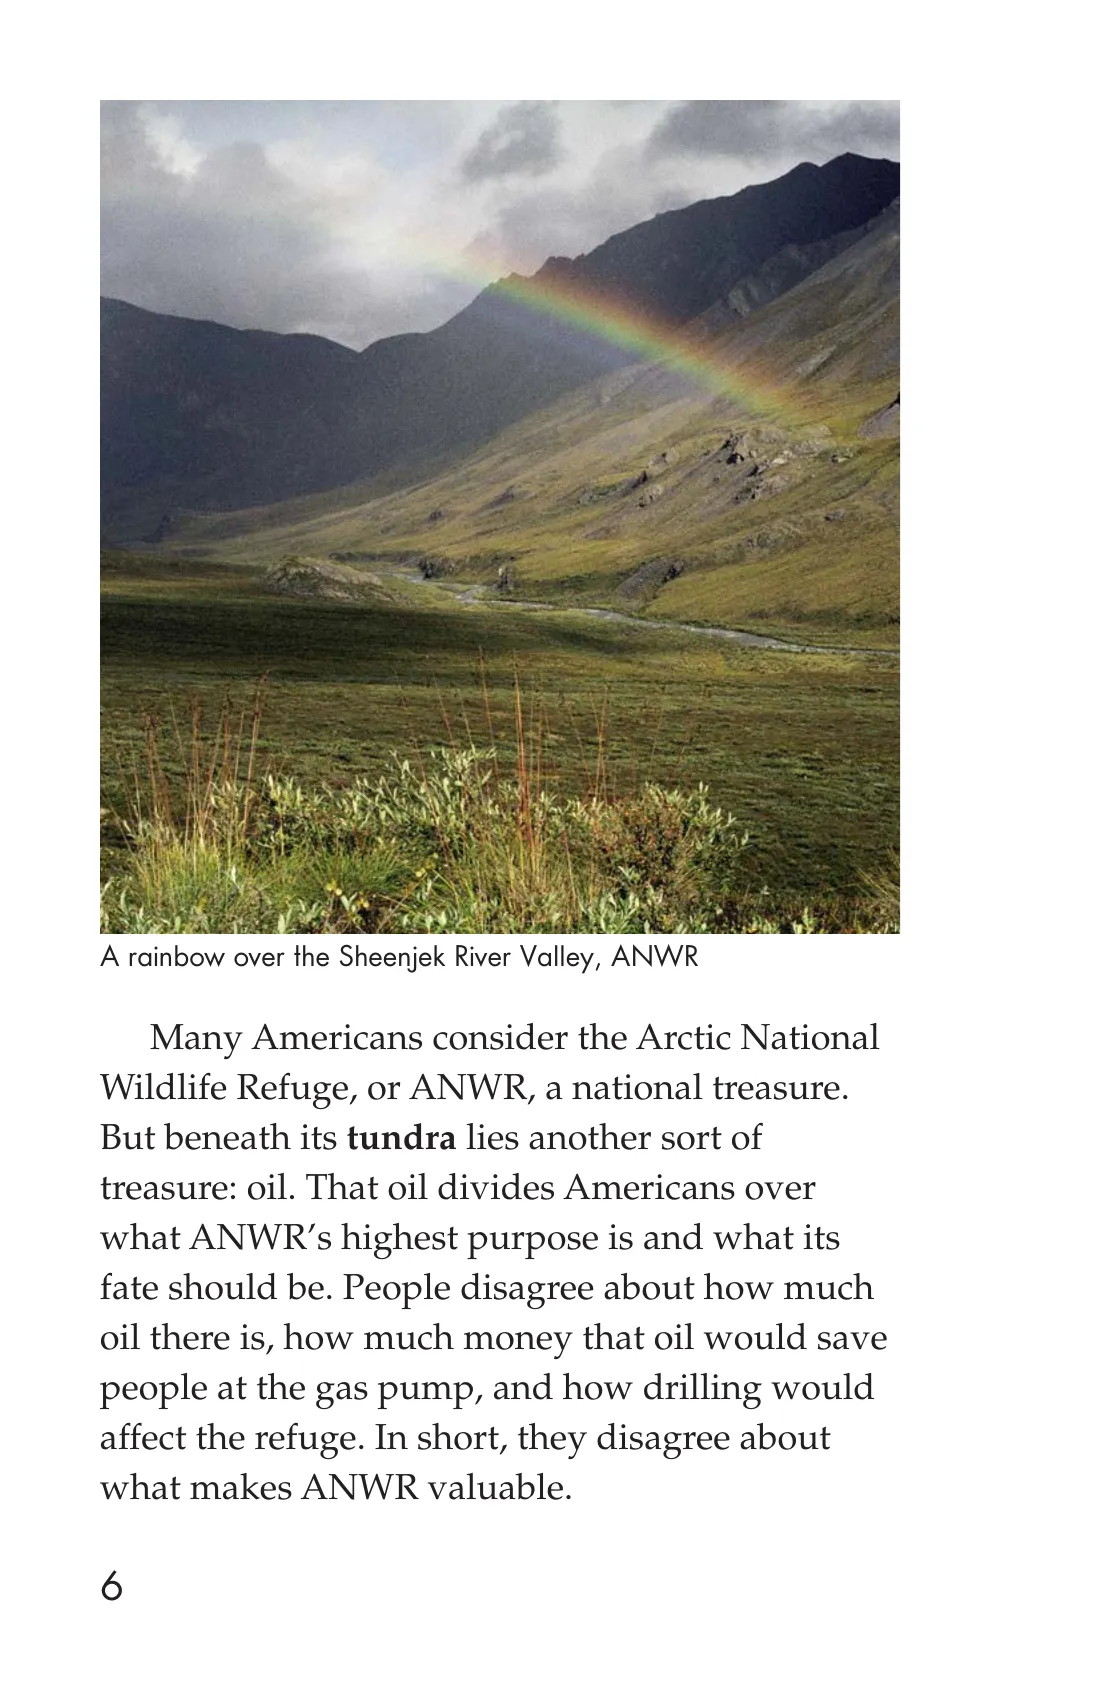 A rainbow over the Sheenjek River Valley, ANWR
Many Americans consider the Arctic National
Wildlife Refuge, or ANWR, a national treasure.
But beneath its tundra lies another sort of
treasure: oil. That oil divides Americans over
what ANWR’s highest purpose is and what its
fate should be. People disagree about how much
oil there is, how much money that oil would save
people at the gas pump, and how drilling would
affect the refuge. In short, they disagree about
what makes ANWR valuable.
6